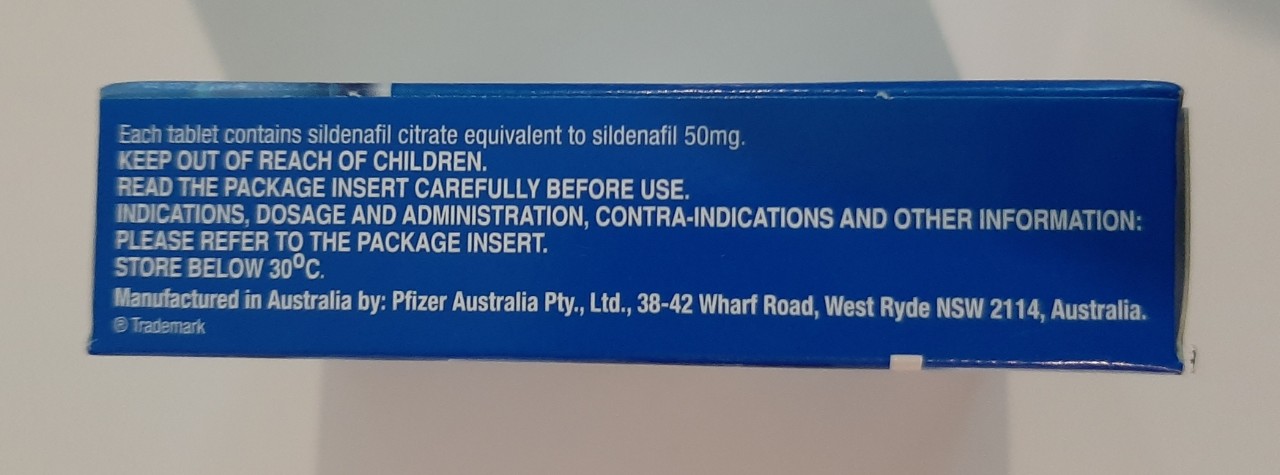 Each tablet contains sildenafil citrate equivalent to sildenafil 50mg.
KEEP OUT OF REACH OF CHILDREN.
READ THE PACKAGE INSERT CAREFULLY BEFORE USE.
INDICATIONS, DOSAGE AND ADMINISTRATION, CONTRA-INDICATIONS AND OTHER INFORMATION:
PLEASE REFER TO THE PACKAGE INSERT.
STORE BELOW 30⁰C.
Manufactured in Australia by: Pfizer Australia Pty., Ltd., 38-42 Wharf Road, West Ryde NSW 2114, Australia.
® Trademark